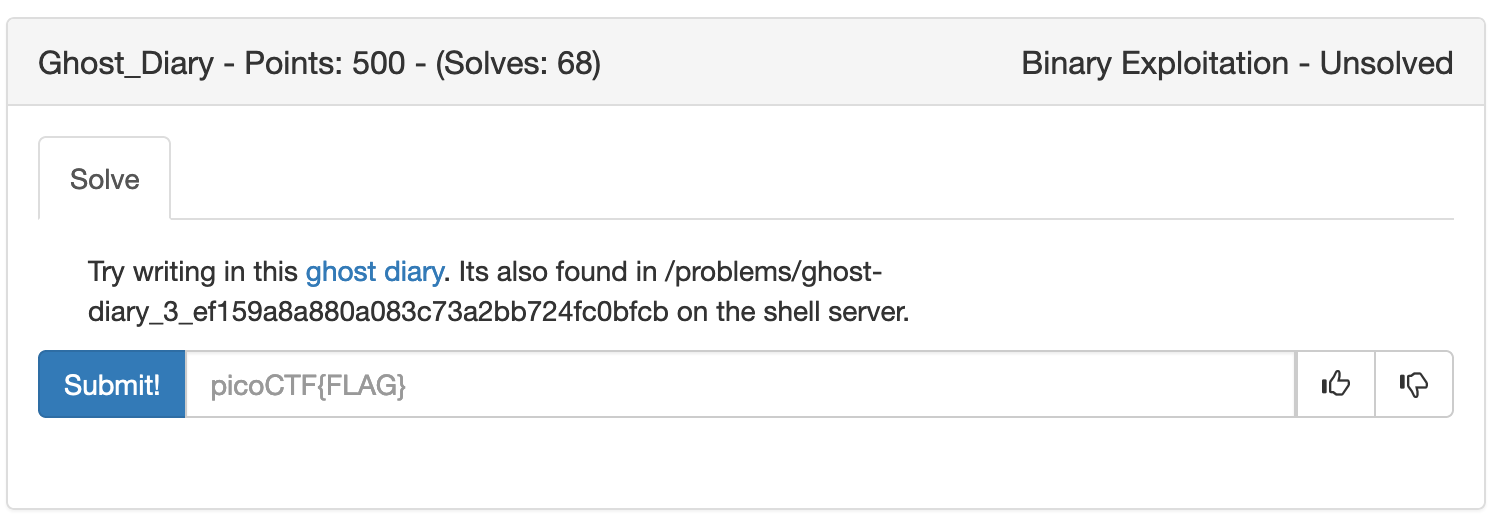 Ghost_Diary - Points: 500 - (Solves: 68)
Binary Exploitation - Unsolved
Solve
Try writing in this ghost diary. Its also found in /problems/ghost-
diary_3_ef159a8a880a083c73a2bb724fc0bfcb on the shell server.
Submit!
picoCTF{FLAG}